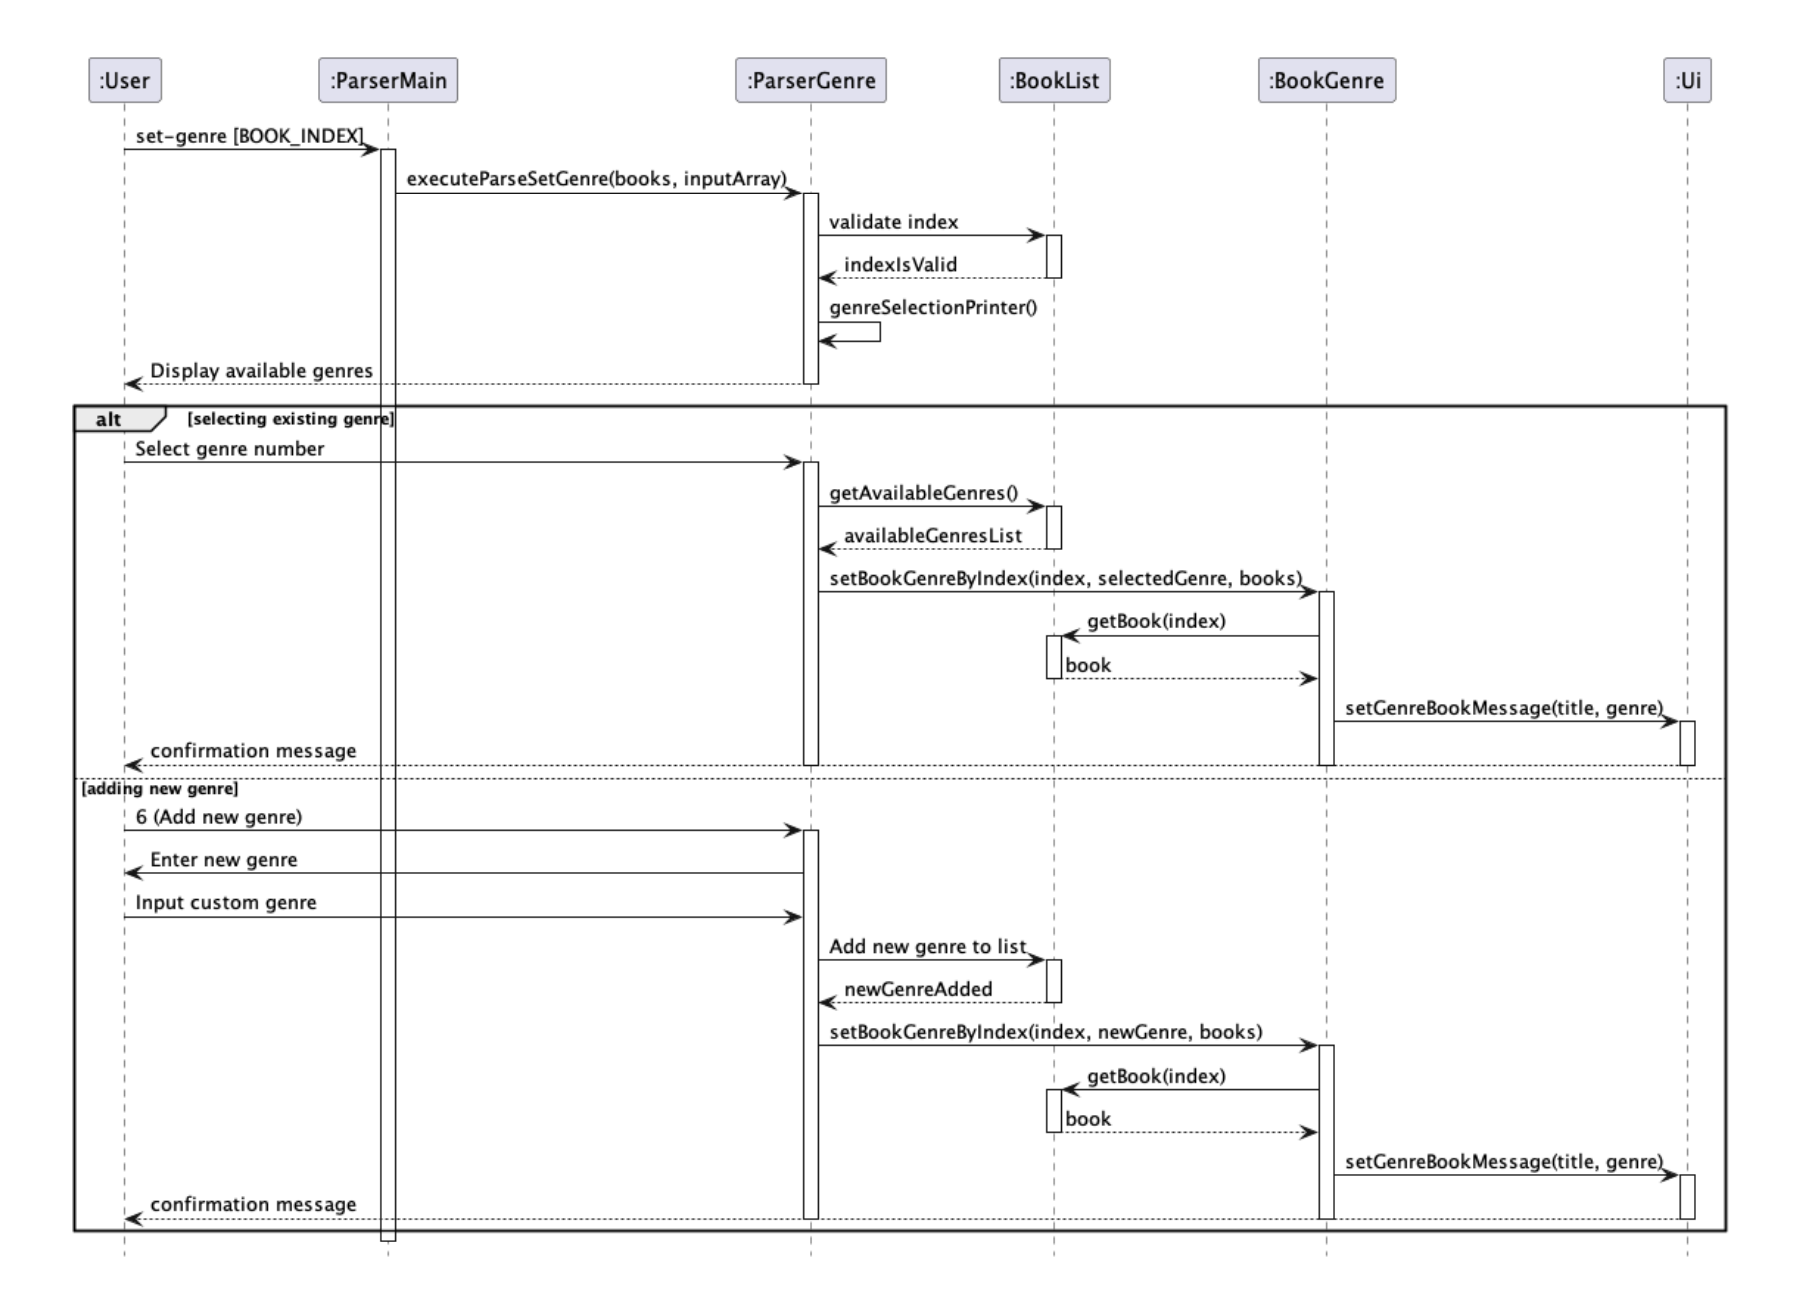 :User
:ParserMain
:ParserGenre
:BookList
:BookGenre
:Ui
set-genre [BOOK_INDEX]
executeParseSetGenre(books, inputArray)
validate index
indexIsValid
genreSelectionPrinter()
Display available genres
alt
[selecting existing genre]
Select genre number
getAvailableGenres()
availableGenresList
setBookGenreByIndex(index, selectedGenre, books)
getBook(index)
book
setGenreBookMessage(title, genre)
confirmation message
[adding new genre]
6 (Add new genre)
Enter new genre
Input custom genre
Add new genre to list
newGenreAdded
setBookGenreByIndex(index, newGenre, books)
getBook(index)
book
setGenreBookMessage(title, genre)
confirmation message